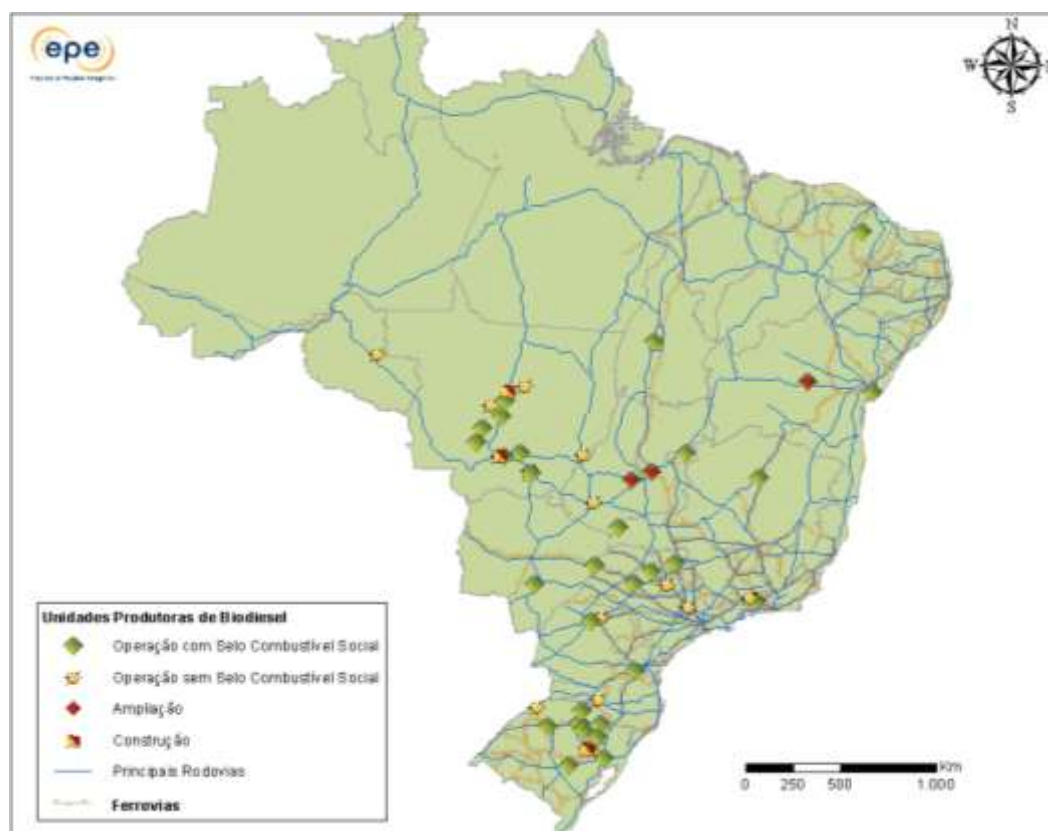 epe
N
W
S
Unidades Produtoras de Biodiesel
Operação com Selo Combustível Social
Operação sem Selo Combustível Social
Ampliação
Construção
Principais Rodovias
Ferrovias
Km
0 250 500 1.000